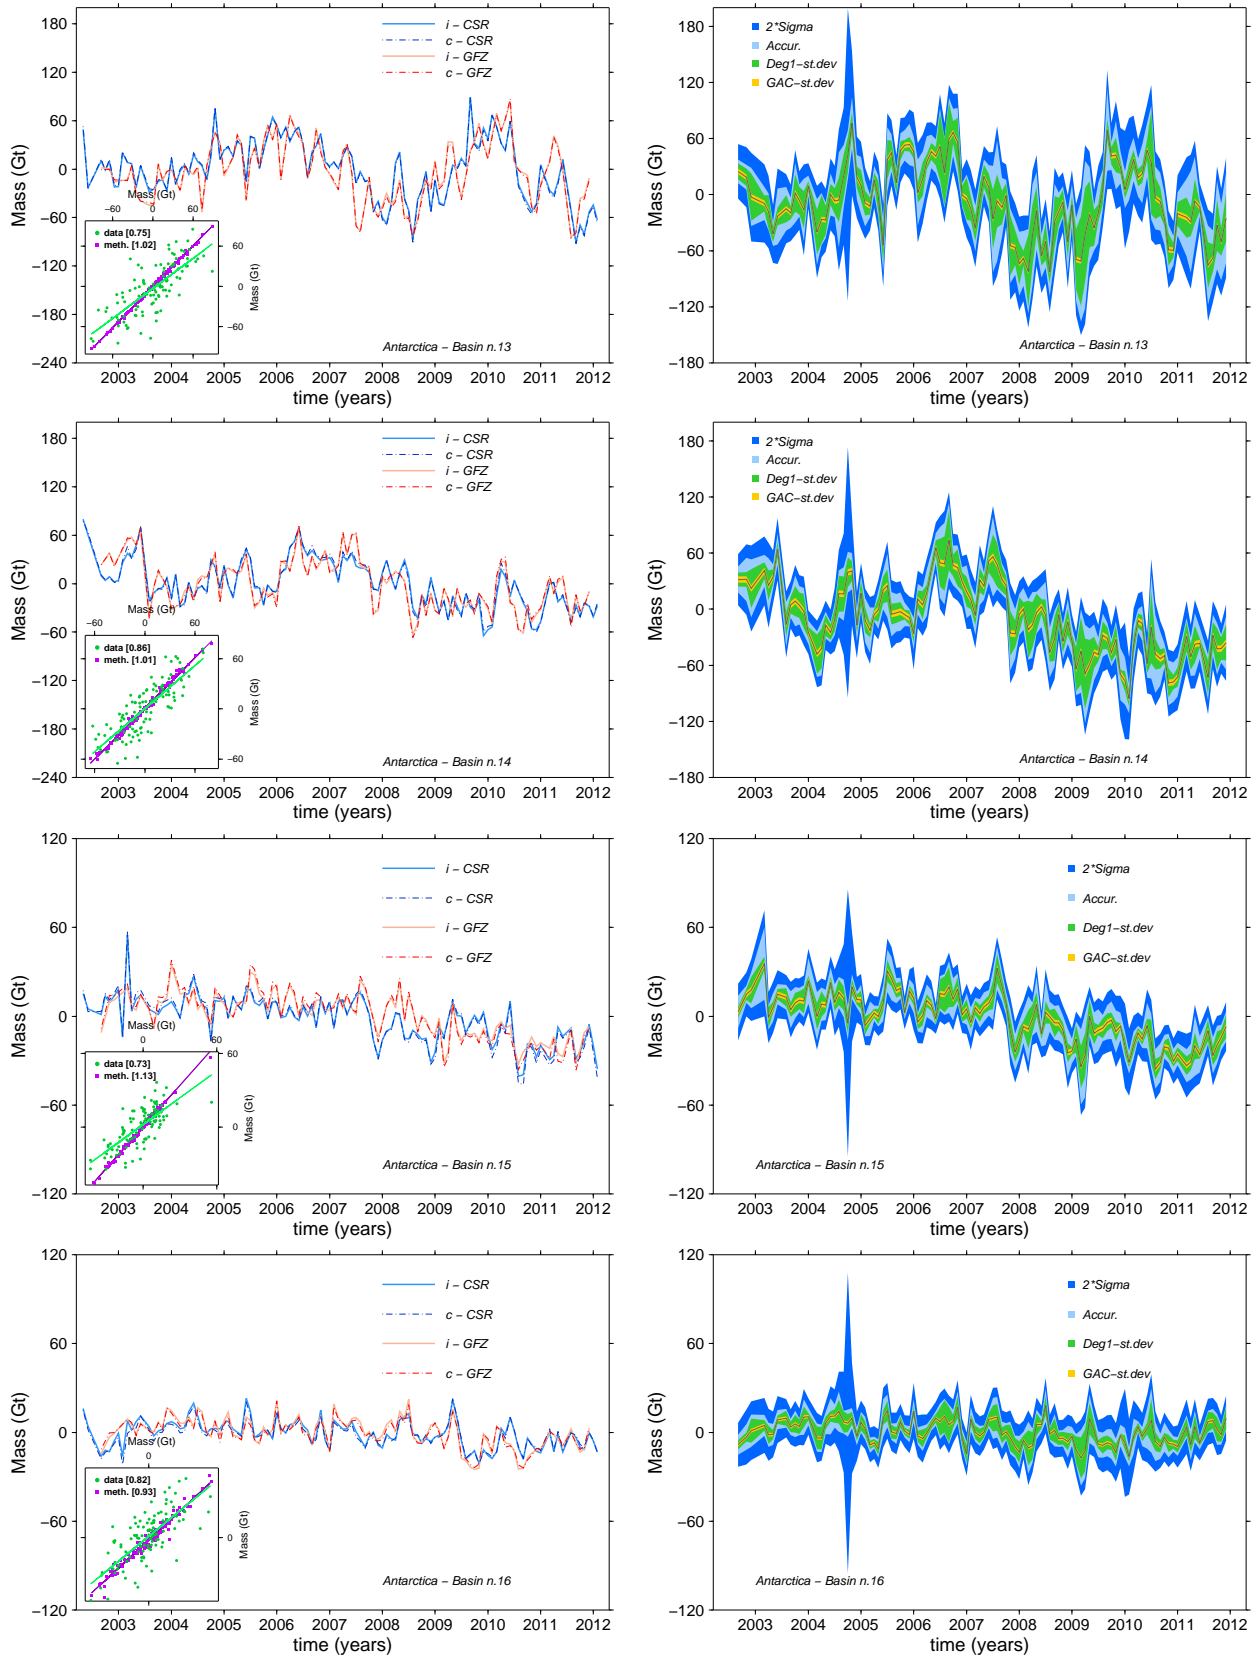 180
120
60
0
−60
−120
−180
−240
Mass (Gt)
i − CSR
c − CSR
i − GFZ
c − GFZ
Mass (Gt)
−60 0 60
data [0.75]
meth. [1.02]
60
0
−60
Mass (Gt)
Antarctica − Basin n.13
2003 2004 2005 2006 2007 2008 2009 2010 2011 2012
time (years)
180
120
60
0
−60
−120
−180
Mass (Gt)
2*Sigma
Accur.
Deg1−st.dev
GAC−st.dev
Antarctica − Basin n.13
2003 2004 2005 2006 2007 2008 2009 2010 2011 2012
time (years)
180
120
60
0
−60
−120
−180
−240
Mass (Gt)
i − CSR
c − CSR
i − GFZ
c − GFZ
Mass (Gt)
−60 0 60
data [0.86]
meth. [1.01]
60
0
−60
Mass (Gt)
Antarctica − Basin n.14
2003 2004 2005 2006 2007 2008 2009 2010 2011 2012
time (years)
180
120
60
0
−60
−120
−180
Mass (Gt)
2*Sigma
Accur.
Deg1−st.dev
GAC−st.dev
Antarctica − Basin n.14
2003 2004 2005 2006 2007 2008 2009 2010 2011 2012
time (years)
120
60
0
−60
−120
Mass (Gt)
i − CSR
c − CSR
i − GFZ
c − GFZ
Mass (Gt)
0 60
data [0.73]
meth. [1.13]
60
0
Mass (Gt)
Antarctica − Basin n.15
2003 2004 2005 2006 2007 2008 2009 2010 2011 2012
time (years)
120
60
0
−60
−120
Mass (Gt)
2*Sigma
Accur.
Deg1−st.dev
GAC−st.dev
Antarctica − Basin n.15
2003 2004 2005 2006 2007 2008 2009 2010 2011 2012
time (years)
120
60
0
−60
−120
Mass (Gt)
i − CSR
c − CSR
i − GFZ
c − GFZ
Mass (Gt)
0
data [0.82]
meth. [0.93]
0
Mass (Gt)
Antarctica − Basin n.16
2003 2004 2005 2006 2007 2008 2009 2010 2011 2012
time (years)
120
60
0
−60
−120
Mass (Gt)
2*Sigma
Accur.
Deg1−st.dev
GAC−st.dev
Antarctica − Basin n.16
2003 2004 2005 2006 2007 2008 2009 2010 2011 2012
time (years)